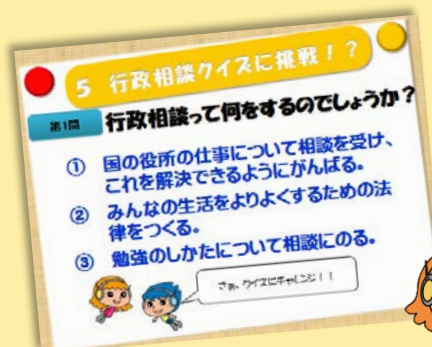 5 行政相談クイズに挑戦!?
第1問 行政相談って何をするのでしょうか?
① 国の役所の仕事について相談を受け、
これを解決できるようにがんばる。
② みんなの生活をよりよくするための法
律をつくる。
③ 勉強のしかたについて相談にのる。
さあ、クイズにチャレンジ!!